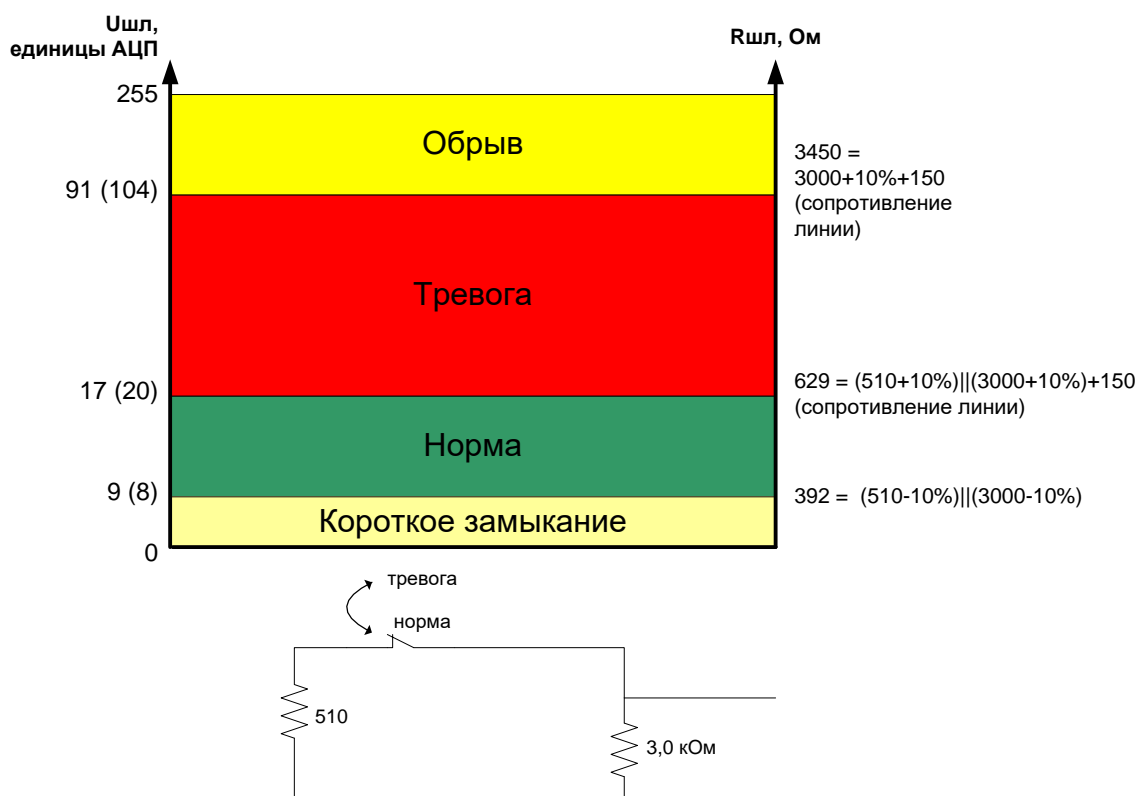 Uшл,
единицы АЦП
Rшл, Ом
255
Обрыв
3450 =
3000+10%+150
(сопротивление
линии)
91 (104)
Тревога
17 (20)
629 = (510+10%)||(3000+10%)+150
(сопротивление линии)
Норма
9 (8)
392 = (510-10%)||(3000-10%)
Короткое замыкание
0
тревога
норма
510
3,0 кОм